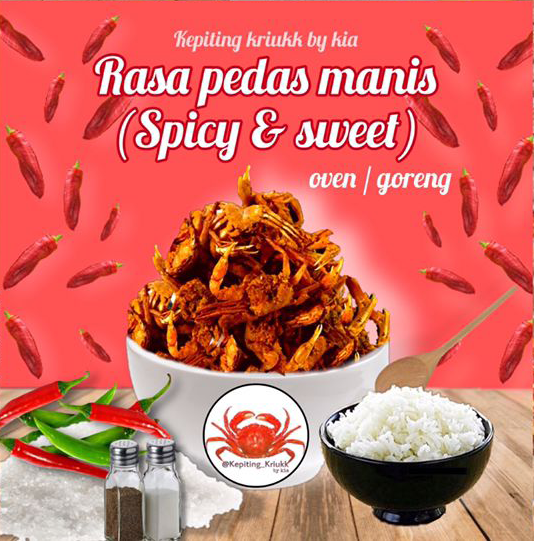 Kepiting kriukk by kia
Rasa pedas manis
(Spicy & sweet)
oven / goreng
@Kepiting_Kriukk
by kia